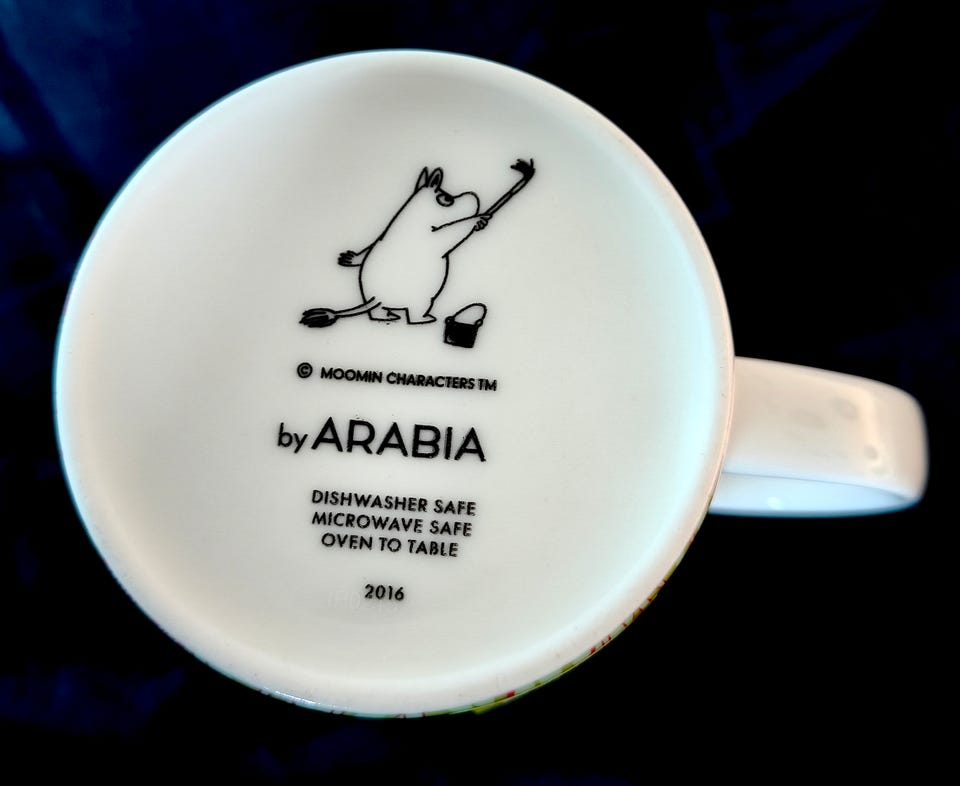 © MOOMIN CHARACTERS TM
by ARABIA
DISHWASHER SAFE
MICROWAVE SAFE
OVEN TO TABLE
2016